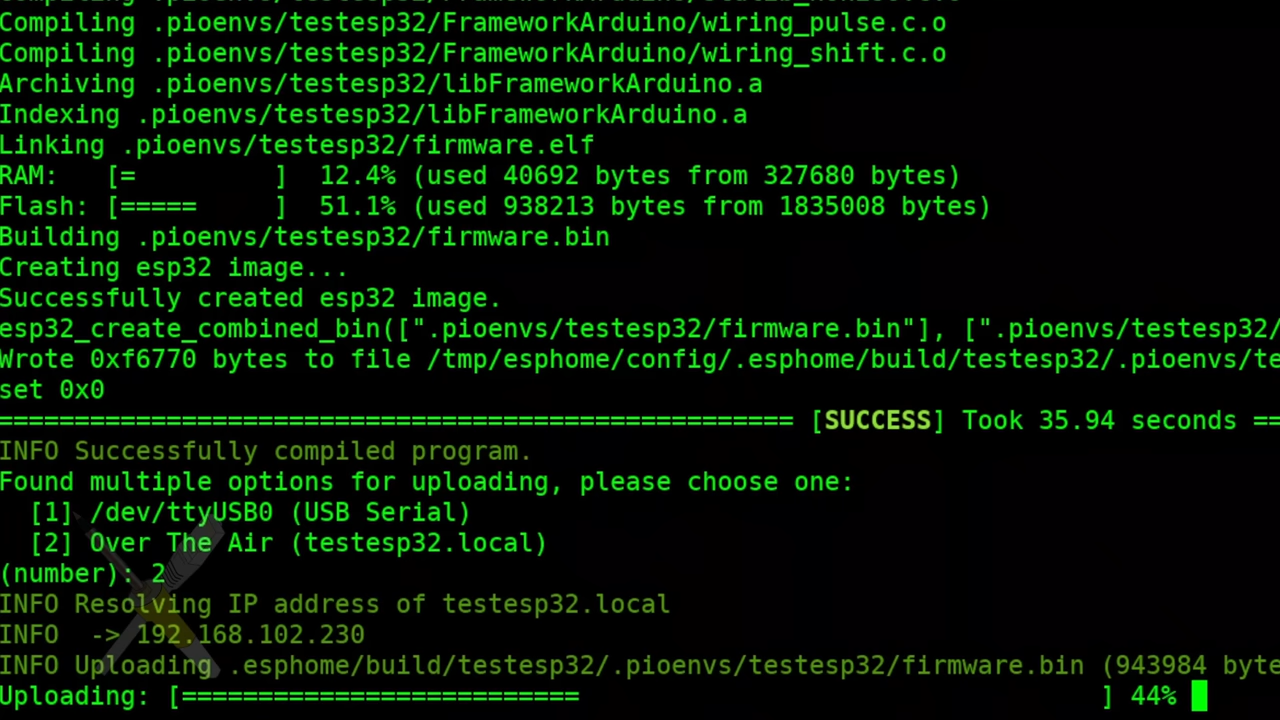 Compiling .pioenvs/testesp32/FrameworkArduino/wiring_pulse.c.o
Compiling .pioenvs/testesp32/FrameworkArduino/wiring_shift.c.o
Archiving .pioenvs/testesp32/libFrameworkArduino.a
Indexing .pioenvs/testesp32/libFrameworkArduino.a
Linking .pioenvs/testesp32/firmware.elf
RAM:   [=         ]  12.4% (used 40692 bytes from 327680 bytes)
Flash: [=====     ]  51.1% (used 938213 bytes from 1835008 bytes)
Building .pioenvs/testesp32/firmware.bin
Creating esp32 image...
Successfully created esp32 image.
esp32_create_combined_bin([".pioenvs/testesp32/firmware.bin"], [".pioenvs/testesp32/
Wrote 0xf6770 bytes to file /tmp/esphome/config/.esphome/build/testesp32/.pioenvs/te
set 0x0
==================================================== [SUCCESS] Took 35.94 seconds ==
INFO Successfully compiled program.
Found multiple options for uploading, please choose one:
  [1] /dev/ttyUSB0 (USB Serial)
  [2] Over The Air (testesp32.local)
(number): 2
INFO Resolving IP address of testesp32.local
INFO  -> 192.168.102.230
INFO Uploading .esphome/build/testesp32/.pioenvs/testesp32/firmware.bin (943984 byte
Uploading: [==========================                                  ] 44%